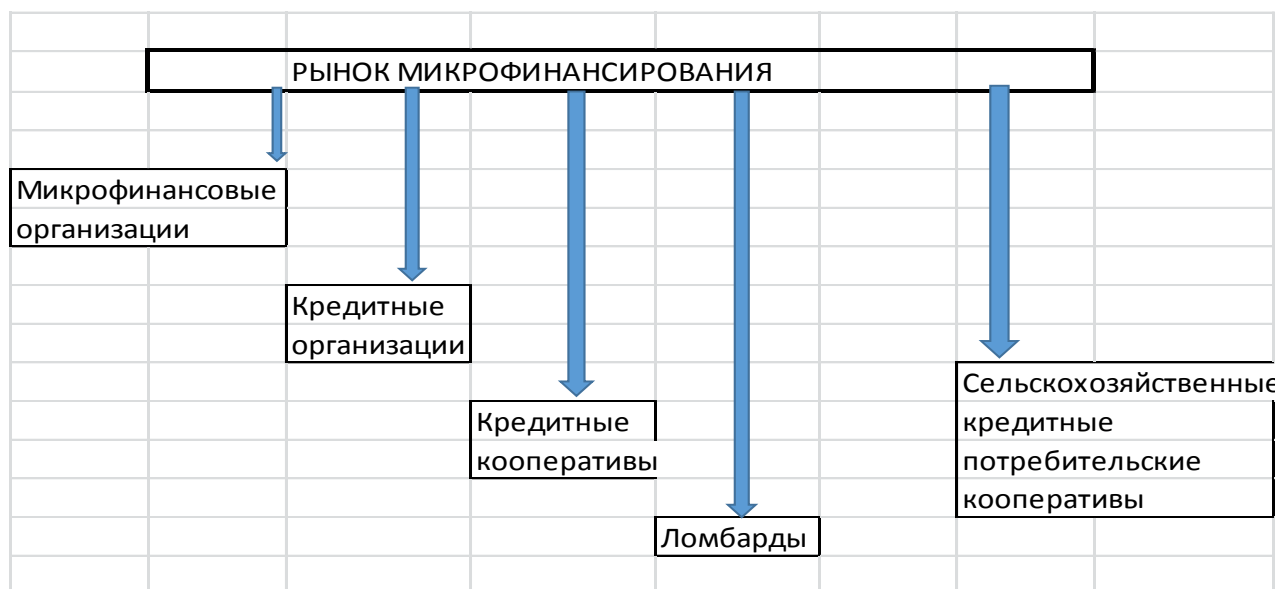 РЫНОК МИКРОФИНАНСИРОВАНИЯ
Микрофинансовые
организации
Кредитные
организации
Кредитные
кооперативы
Ломбарды
Сельскохозяйственные
кредитные
потребительские
кооперативы